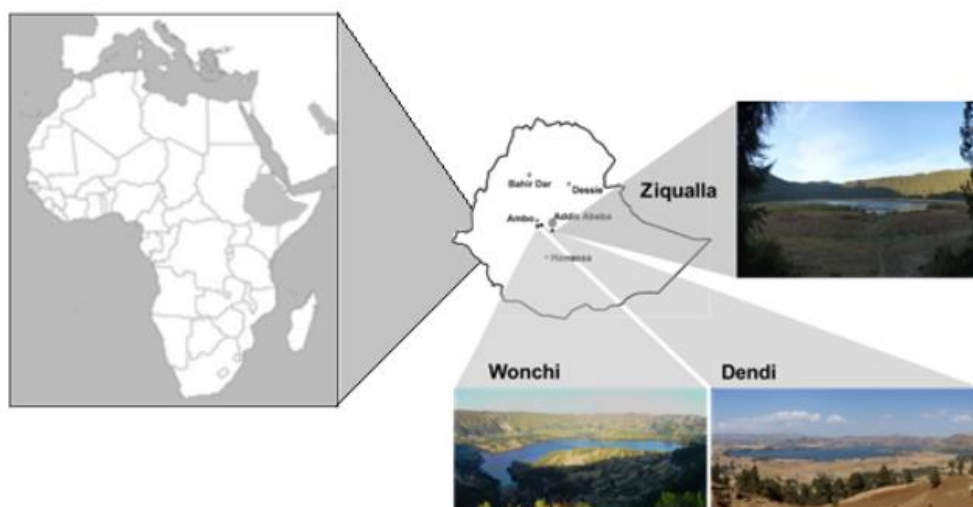 Bahir Dar
Dessie
Ziqualla
Ambo
Addis Ababa
Hawassa
Wonchi
Dendi